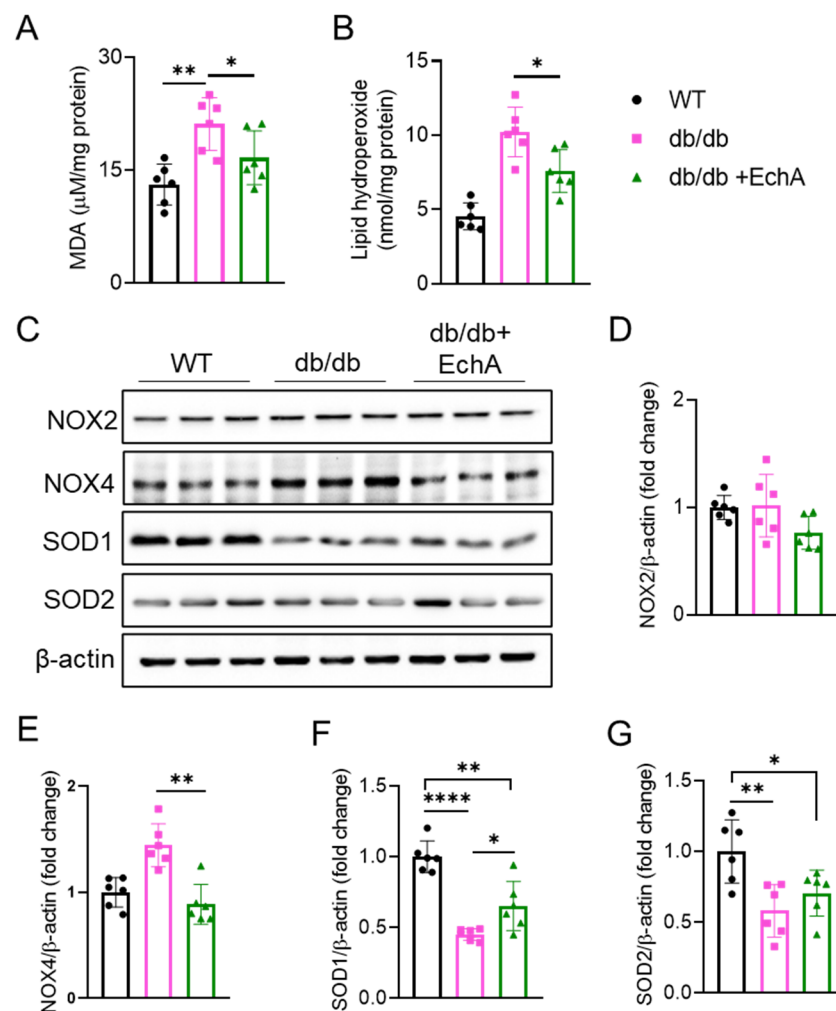 A
MDA (μM/mg protein)
30
15
0
**
*
B
Lipid hydroperoxide
(nmol/mg protein)
15
10
5
0
*
WT
db/db
db/db +EchA
C
WT
db/db
db/db+
EchA
NOX2
NOX4
SOD1
SOD2
β-actin
D
NOX2/β-actin (fold change)
2
1
0
E
NOX4/β-actin (fold change)
2
1
0
**
F
SOD1/β-actin (fold change)
1.5
1.0
0.5
0.0
**
****
*
G
SOD2/β-actin (fold change)
1.5
1.0
0.5
0.0
*
**